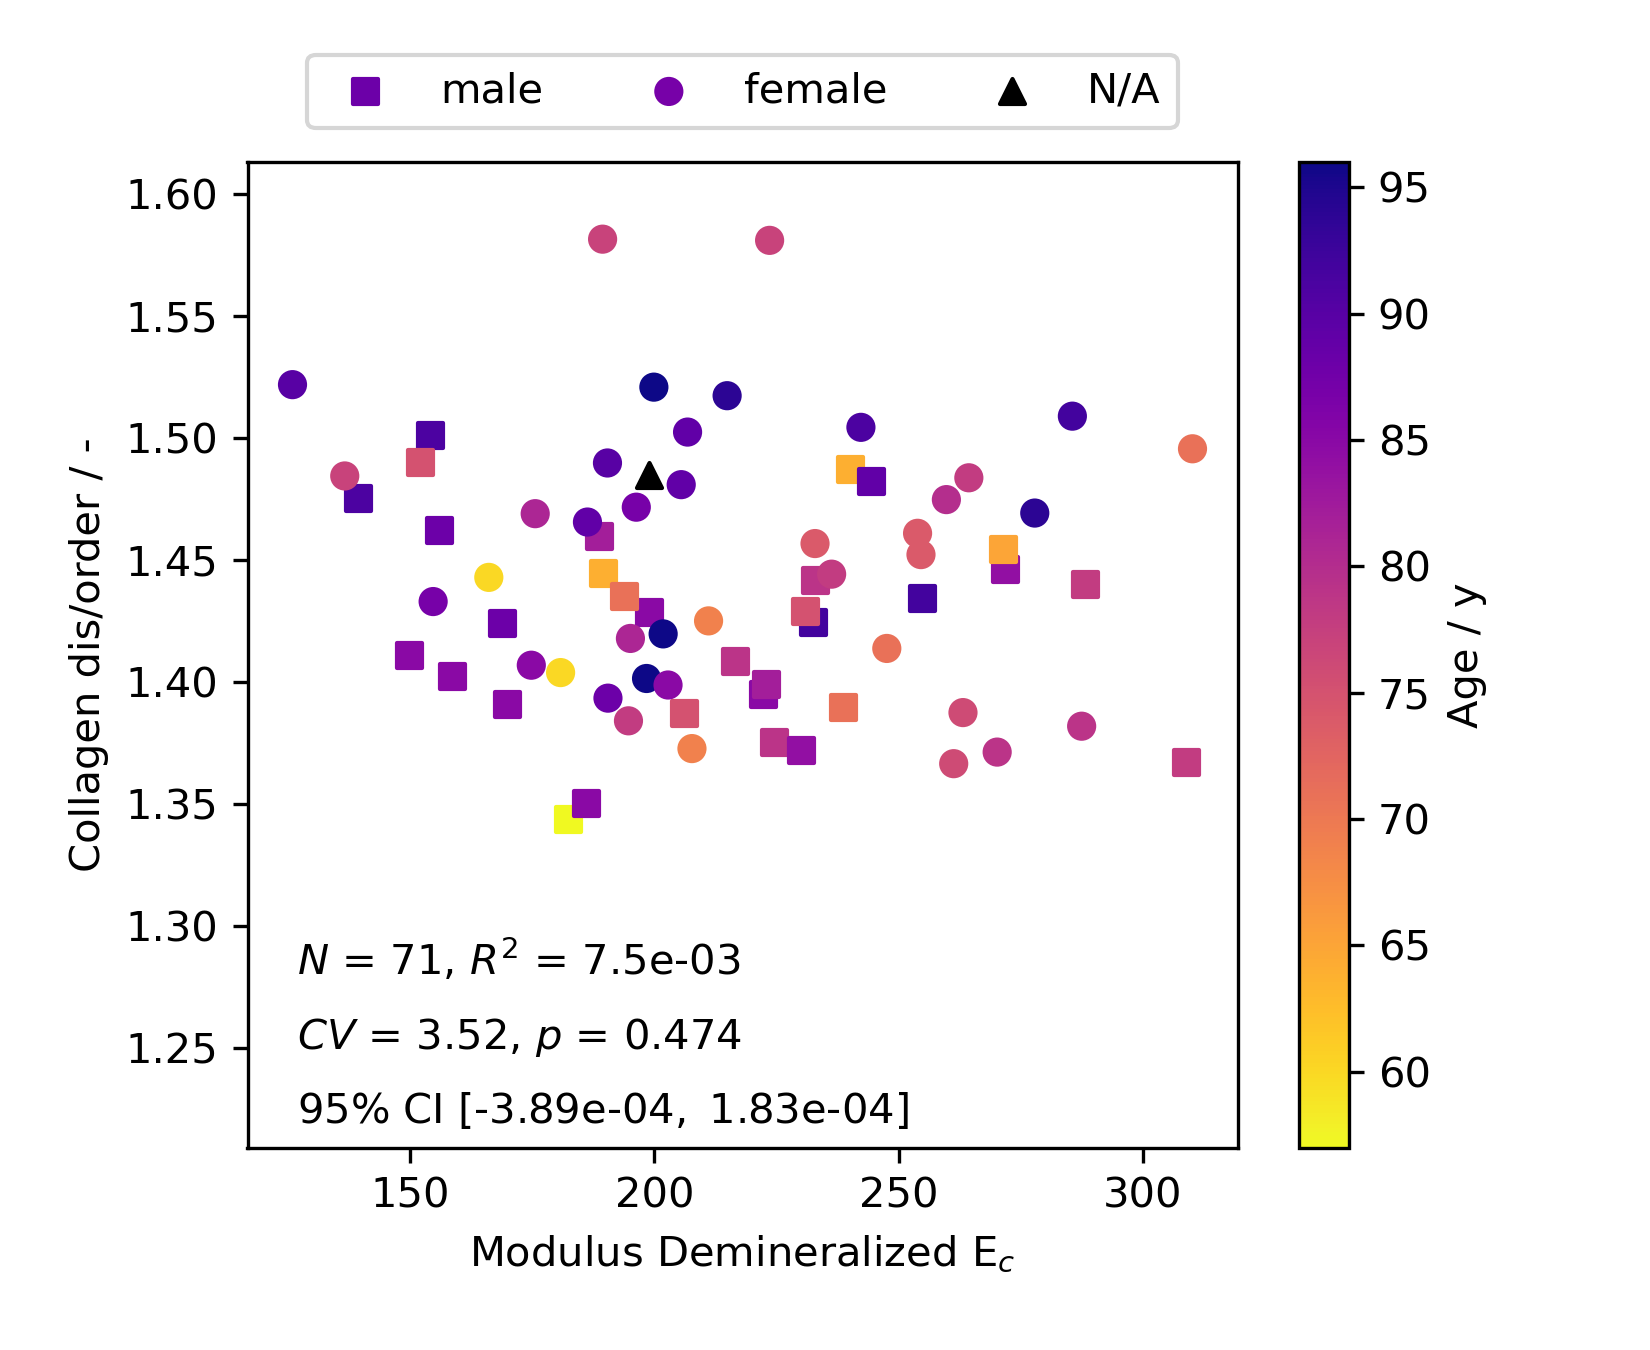 male female N/A
1.60
1.55
1.50
1.45
1.40
1.35
1.30
1.25
Collagen dis/order / -
N = 71, R² = 7.5e-03
CV = 3.52, p = 0.474
95% CI [-3.89e-04, 1.83e-04]
150 200 250 300
Modulus Demineralized E_c
95
90
85
80
75
70
65
60
Age / y